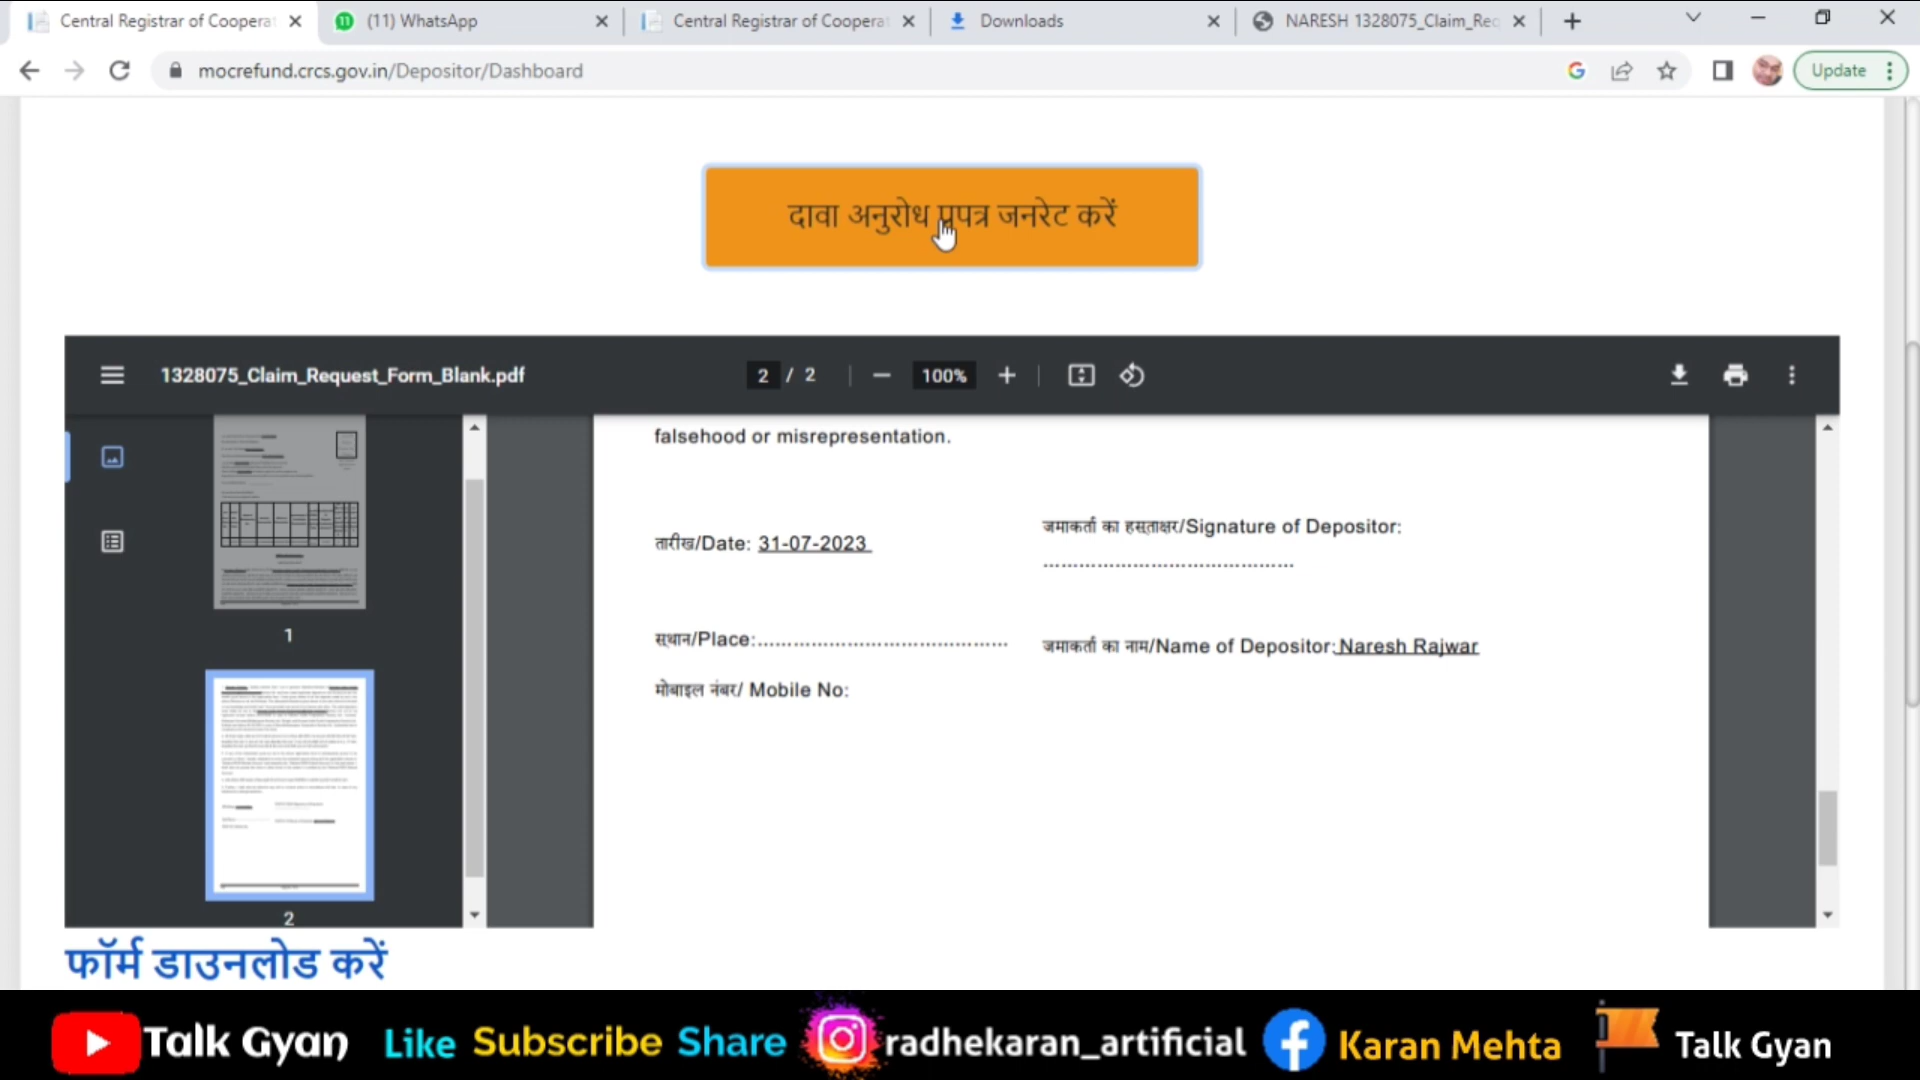 Central Registrar of Cooperat
(11) WhatsApp
Central Registrar of Cooperat
Downloads
NARESH 1328075_Claim_Req
mocrefund.crcs.gov.in/Depositor/Dashboard
Update
दावा अनुरोध प्रपत्र जनरेट करें
1328075_Claim_Request_Form_Blank.pdf
2 / 2
100%
falsehood or misrepresentation.
जमाकर्ता का हस्ताक्षर/Signature of Depositor:
तारीख/Date: 31-07-2023
स्थान/Place:
जमाकर्ता का नाम/Name of Depositor: Naresh Rajwar
मोबाइल नंबर/ Mobile No:
1
2
फॉर्म डाउनलोड करें
Talk Gyan Like Subscribe Share radhekaran_artificial Karan Mehta Talk Gyan